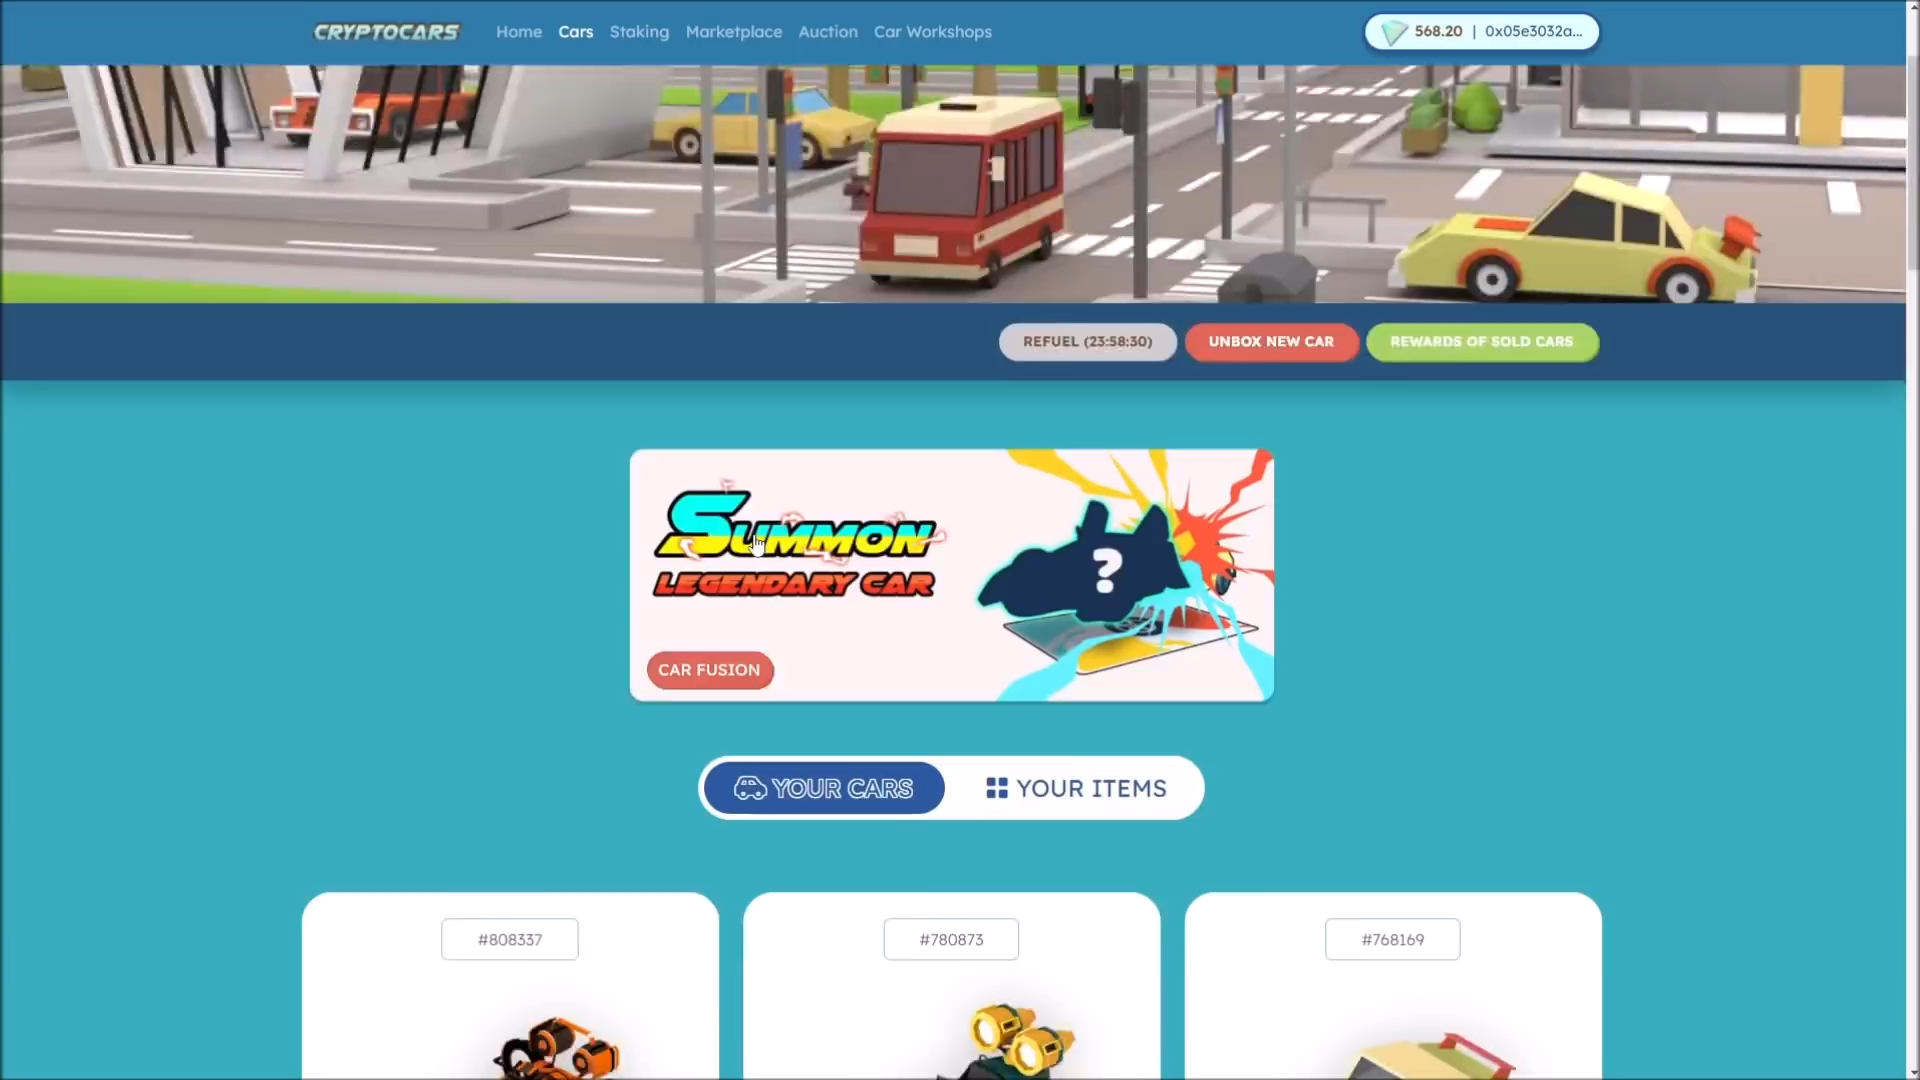 CRYPTOCARS
Home Cars Staking Marketplace Auction Car Workshops
568.20 | 0x05e3032a...
REFUEL (23:58:30)
UNBOX NEW CAR
REWARDS OF SOLD CARS
SUMMON
LEGENDARY CAR
?
CAR FUSION
YOUR CARS
YOUR ITEMS
#808337
#780873
#768169